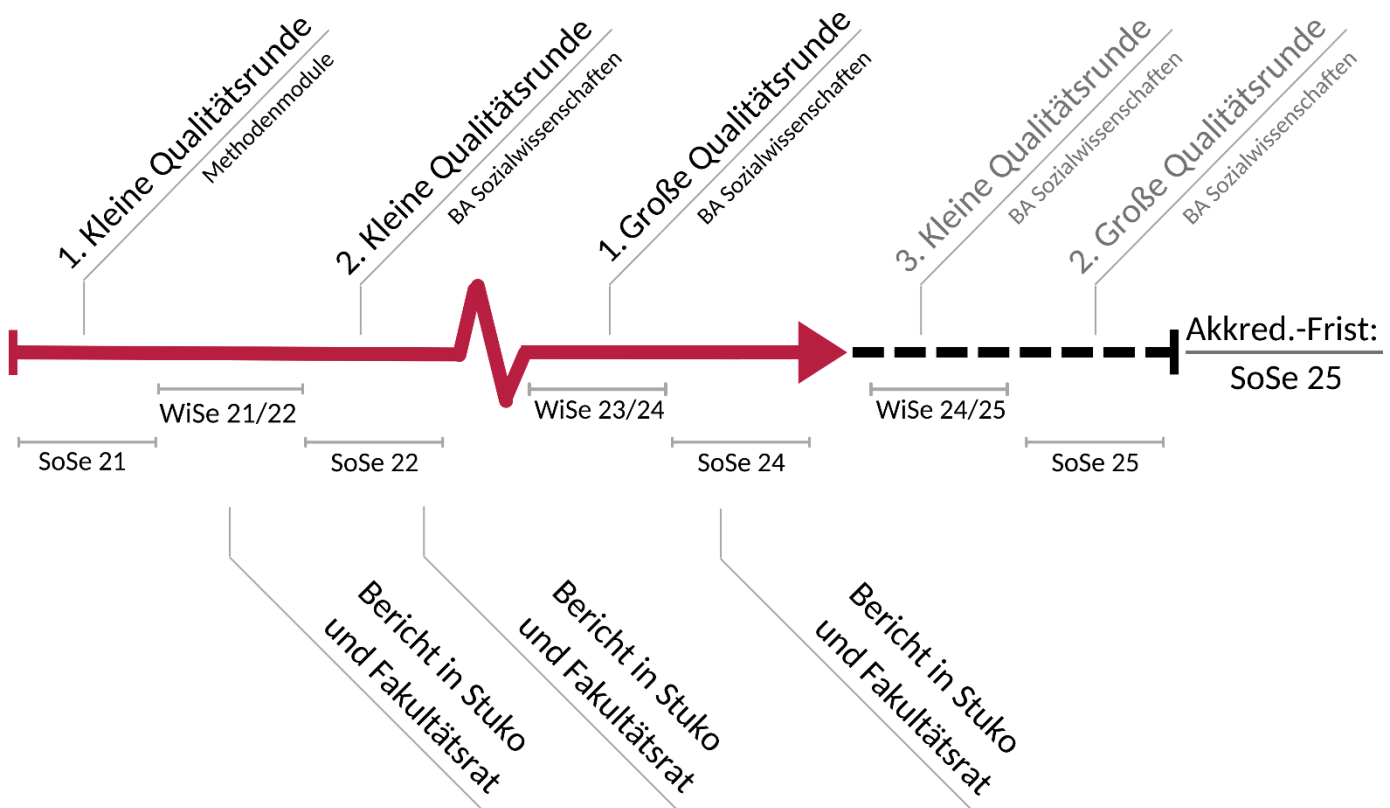 1. Kleine Qualitätsrunde
Methodenmodule
2. Kleine Qualitätsrunde
BA Sozialwissenschaften
1. Große Qualitätsrunde
BA Sozialwissenschaften
3. Kleine Qualitätsrunde
BA Sozialwissenschaften
2. Große Qualitätsrunde
BA Sozialwissenschaften
Akkred.-Frist:
SoSe 25
WiSe 21/22
WiSe 23/24
WiSe 24/25
SoSe 21
SoSe 22
SoSe 24
SoSe 25
Bericht in Stuko
und Fakultätsrat
Bericht in Stuko
und Fakultätsrat
Bericht in Stuko
und Fakultätsrat